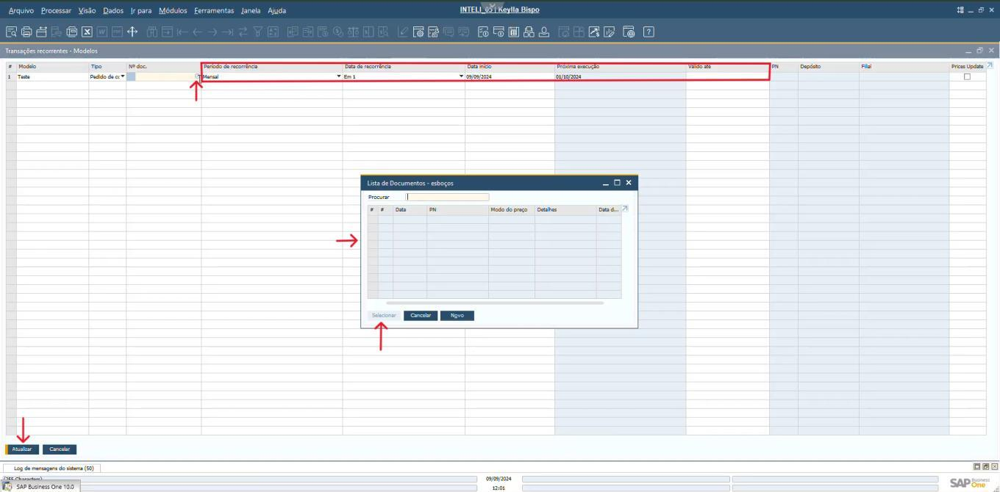 Arquivo Processar Visão Dados Ir para Módulos Ferramentas Janela Ajuda INTELI_05 | Keylla Bispo
Transações recorrentes - Modelos
# Modelo Tipo Nº doc. Período de recorrência Data de recorrência Data início Próxima execução Válido até PN Depósito Filial Prices Update
1 Teste Pedido de co Mensal Em 1 09/09/2024 01/10/2024
Lista de Documentos - esboços
Procurar
# # Data PN Modo do preço Detalhes Data d...
Selecionar Cancelar Novo
Atualizar Cancelar
Log de mensagens do sistema (50)
(255 Characters) 09/09/2024
SAP Business One 10.0 12:01
SAP Business One